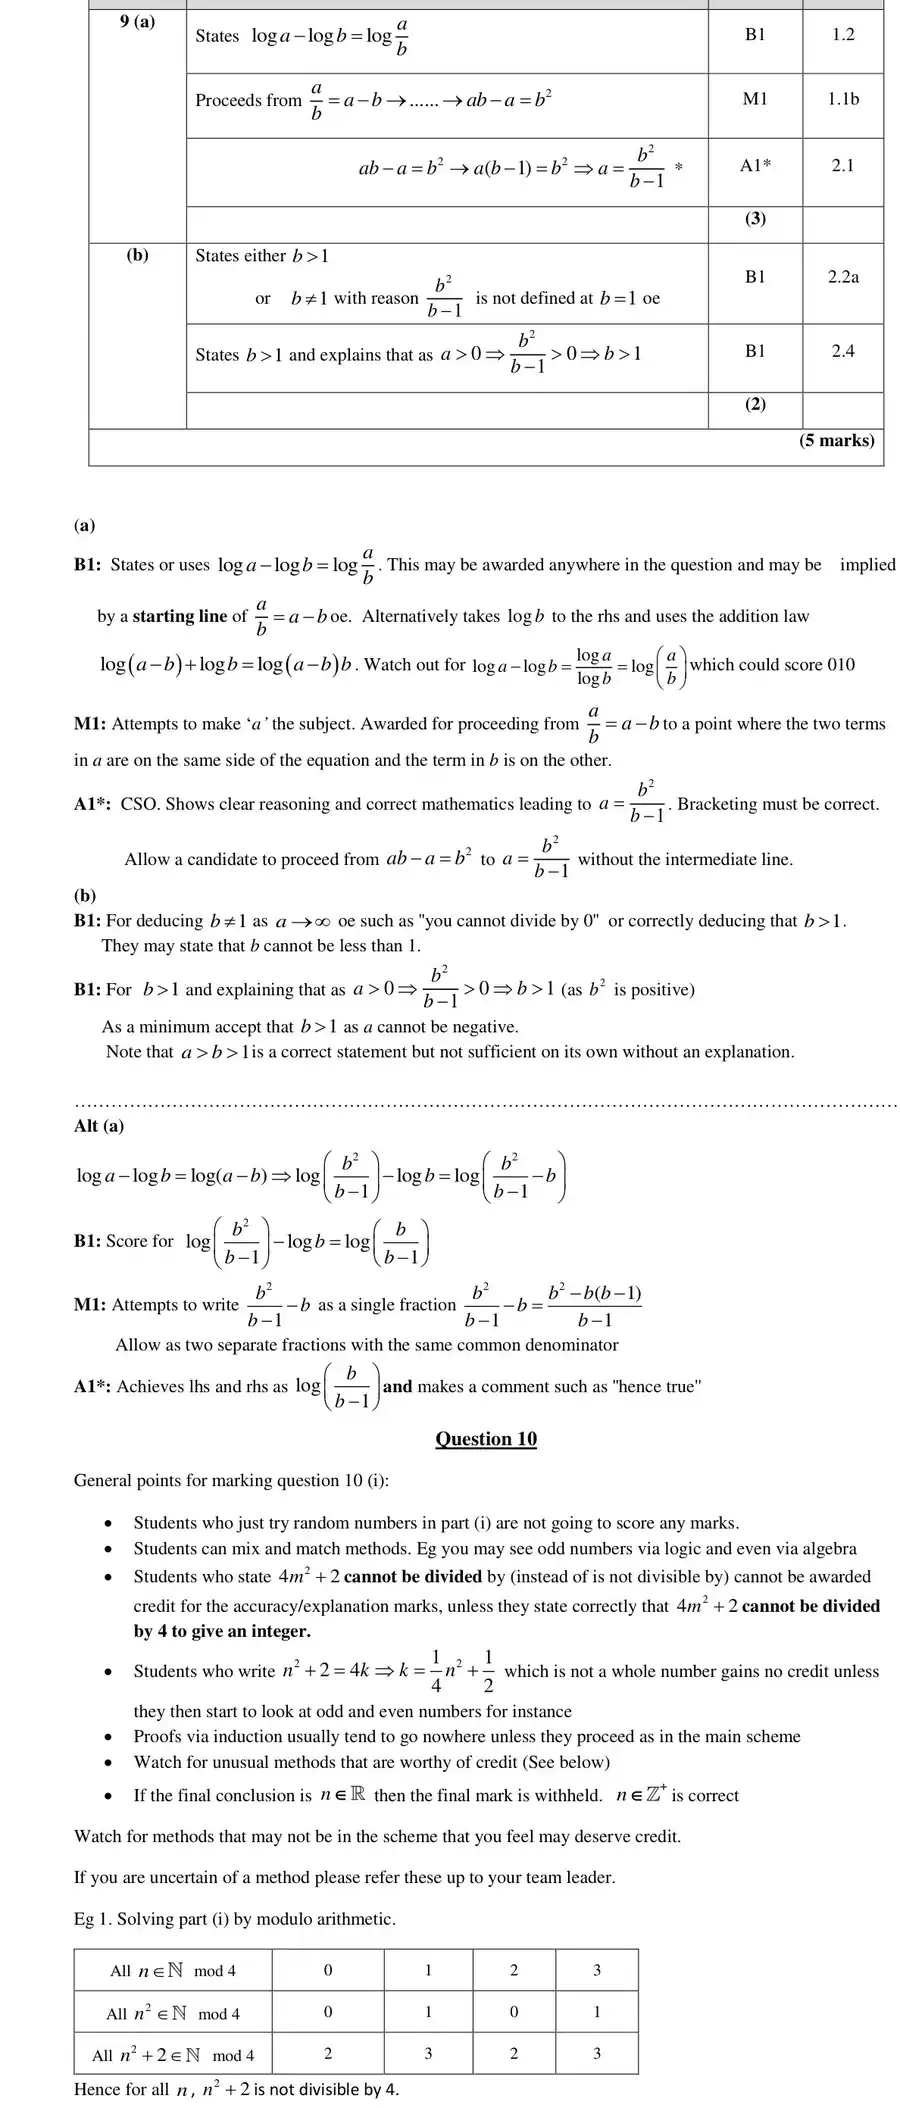 9 (a)
States log a − log b = log a/b
B1
1.2
Proceeds from a/b = a − b → ...... → ab − a = b²
M1
1.1b
ab − a = b² → a(b − 1) = b² ⇒ a = b²/(b − 1) *
A1*
2.1
(3)
(b)
States either b > 1
or b ≠ 1 with reason b²/(b − 1) is not defined at b = 1 oe
B1
2.2a
States b > 1 and explains that as a > 0 ⇒ b²/(b − 1) > 0 ⇒ b > 1
B1
2.4
(2)
(5 marks)
(a)
B1: States or uses log a − log b = log a/b . This may be awarded anywhere in the question and may be implied
by a starting line of a/b = a − b oe. Alternatively takes log b to the rhs and uses the addition law
log(a − b) + log b = log(a − b)b . Watch out for log a − log b = log a/log b = log(a/b) which could score 010
M1: Attempts to make ‘a’ the subject. Awarded for proceeding from a/b = a − b to a point where the two terms
in a are on the same side of the equation and the term in b is on the other.
A1*: CSO. Shows clear reasoning and correct mathematics leading to a = b²/(b − 1) . Bracketing must be correct.
Allow a candidate to proceed from ab − a = b² to a = b²/(b − 1) without the intermediate line.
(b)
B1: For deducing b ≠ 1 as a → ∞ oe such as "you cannot divide by 0" or correctly deducing that b > 1.
They may state that b cannot be less than 1.
B1: For b > 1 and explaining that as a > 0 ⇒ b²/(b − 1) > 0 ⇒ b > 1 (as b² is positive)
As a minimum accept that b > 1 as a cannot be negative.
Note that a > b > 1 is a correct statement but not sufficient on its own without an explanation.
Alt (a)
log a − log b = log(a − b) ⇒ log(b²/(b − 1)) − log b = log(b²/(b − 1) − b)
B1: Score for log(b²/(b − 1)) − log b = log(b/(b − 1))
M1: Attempts to write b²/(b − 1) − b as a single fraction b²/(b − 1) − b = (b² − b(b − 1))/(b − 1)
Allow as two separate fractions with the same common denominator
A1*: Achieves lhs and rhs as log(b/(b − 1)) and makes a comment such as "hence true"
Question 10
General points for marking question 10 (i):
• Students who just try random numbers in part (i) are not going to score any marks.
• Students can mix and match methods. Eg you may see odd numbers via logic and even via algebra
• Students who state 4m² + 2 cannot be divided by (instead of is not divisible by) cannot be awarded
credit for the accuracy/explanation marks, unless they state correctly that 4m² + 2 cannot be divided
by 4 to give an integer.
• Students who write n² + 2 = 4k ⇒ k = 1/4 n² + 1/2 which is not a whole number gains no credit unless
they then start to look at odd and even numbers for instance
• Proofs via induction usually tend to go nowhere unless they proceed as in the main scheme
• Watch for unusual methods that are worthy of credit (See below)
• If the final conclusion is n ∈ ℝ then the final mark is withheld. n ∈ ℤ⁺ is correct
Watch for methods that may not be in the scheme that you feel may deserve credit.
If you are uncertain of a method please refer these up to your team leader.
Eg 1. Solving part (i) by modulo arithmetic.
All n ∈ ℕ mod 4 0 1 2 3
All n² ∈ ℕ mod 4 0 1 0 1
All n² + 2 ∈ ℕ mod 4 2 3 2 3
Hence for all n, n² + 2 is not divisible by 4.